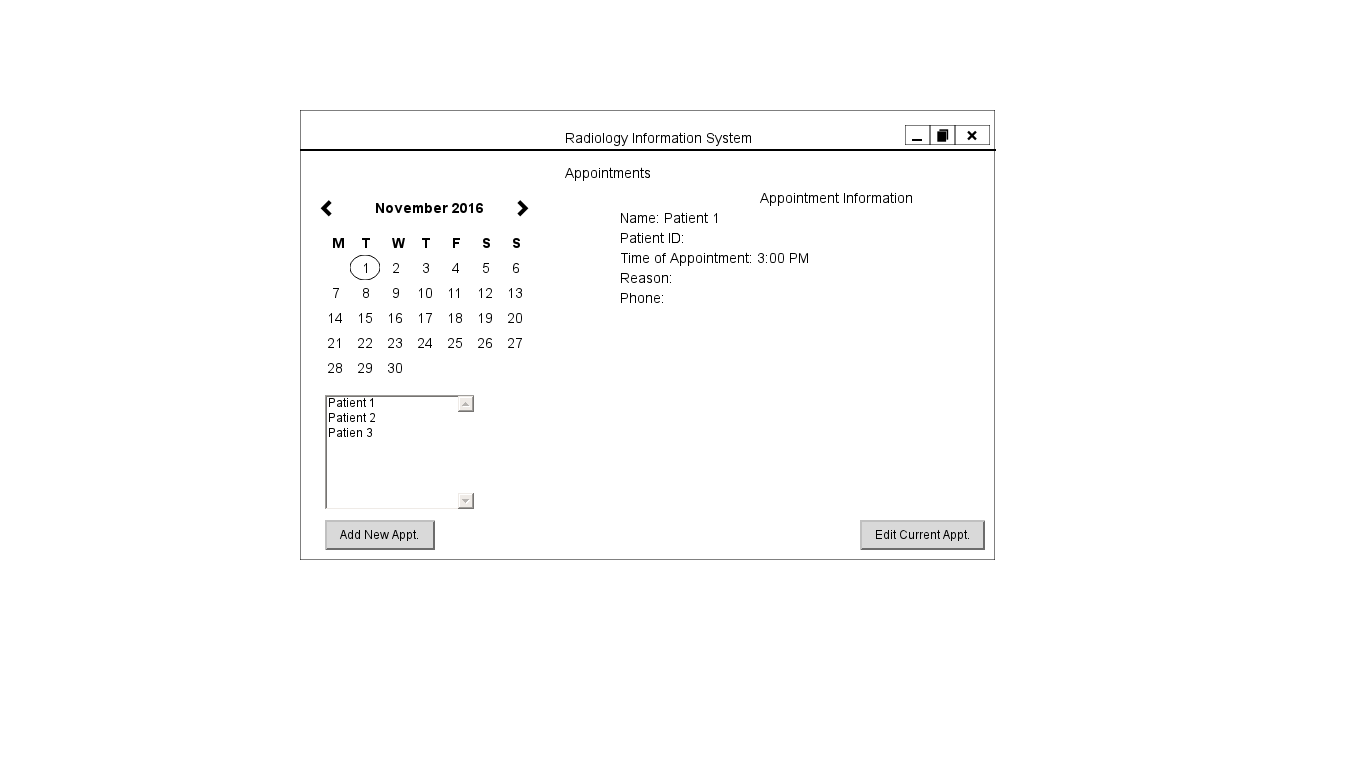 Radiology Information System
Appointments
November 2016
M T W T F S S
1 2 3 4 5 6
7 8 9 10 11 12 13
14 15 16 17 18 19 20
21 22 23 24 25 26 27
28 29 30
Patient 1
Patient 2
Patien 3
Add New Appt.
Appointment Information
Name: Patient 1
Patient ID:
Time of Appointment: 3:00 PM
Reason:
Phone:
Edit Current Appt.